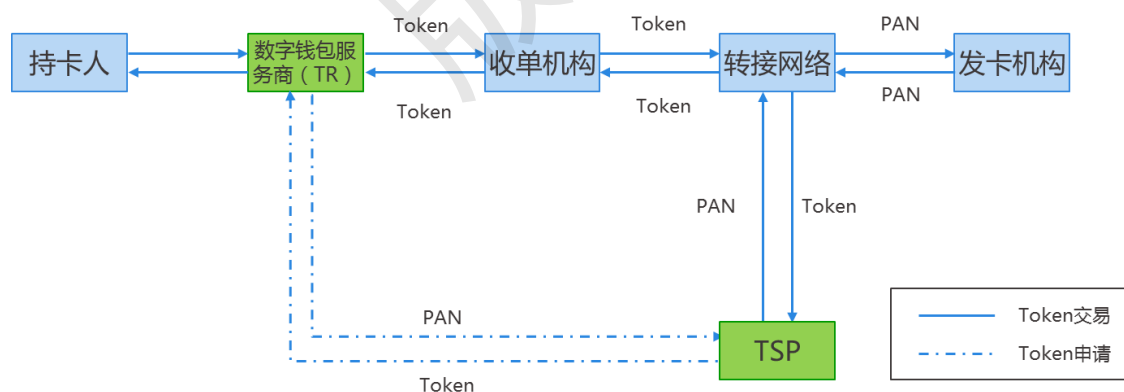 Token
Token
PAN
持卡人
数字钱包服
务商（TR）
收单机构
转接网络
发卡机构
Token
Token
PAN
PAN
Token
PAN
TSP
Token
Token交易
Token申请
版